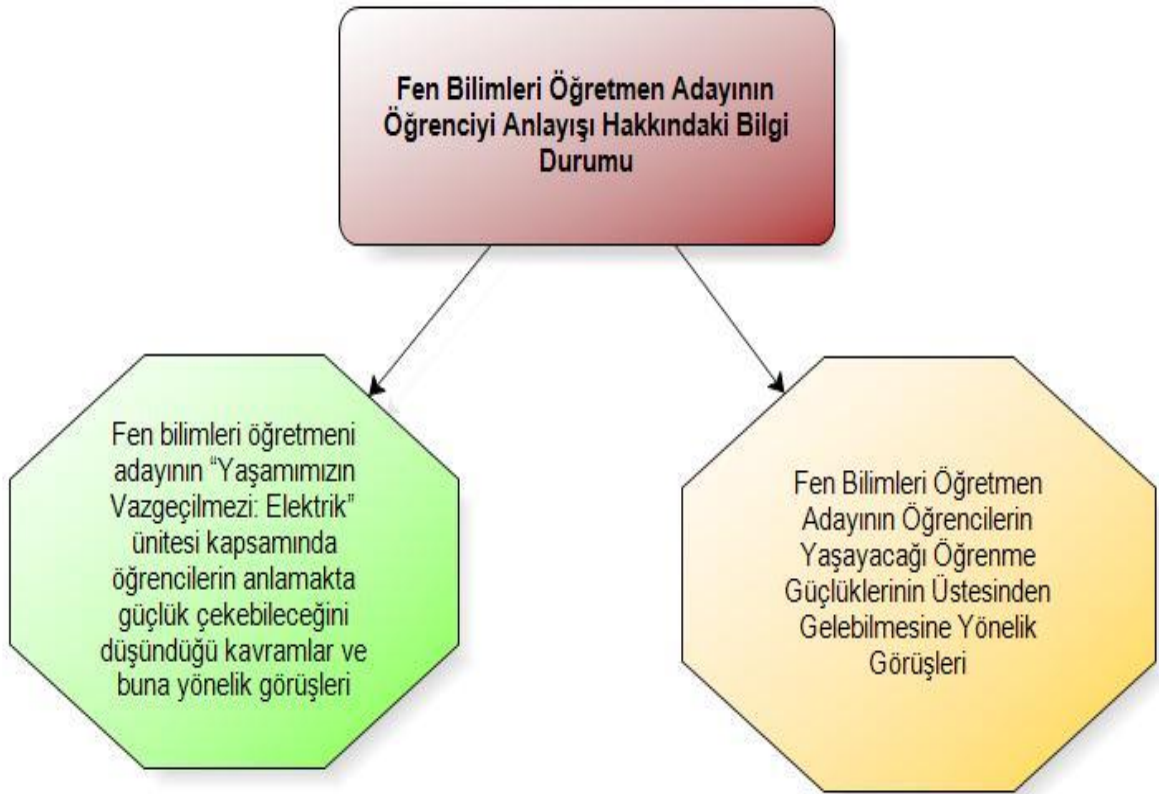 Fen Bilimleri Öğretmen Adayının
Öğrenciyi Anlayışı Hakkındaki Bilgi
Durumu
Fen bilimleri öğretmeni
adayının “Yaşamımızın
Vazgeçilmezi: Elektrik”
ünitesi kapsamında
öğrencilerin anlamakta
güçlük çekebileceğini
düşündüğü kavramlar ve
buna yönelik görüşleri
Fen Bilimleri Öğretmen
Adayının Öğrencilerin
Yaşayacağı Öğrenme
Güçlüklerinin Üstesinden
Gelebilmesine Yönelik
Görüşleri